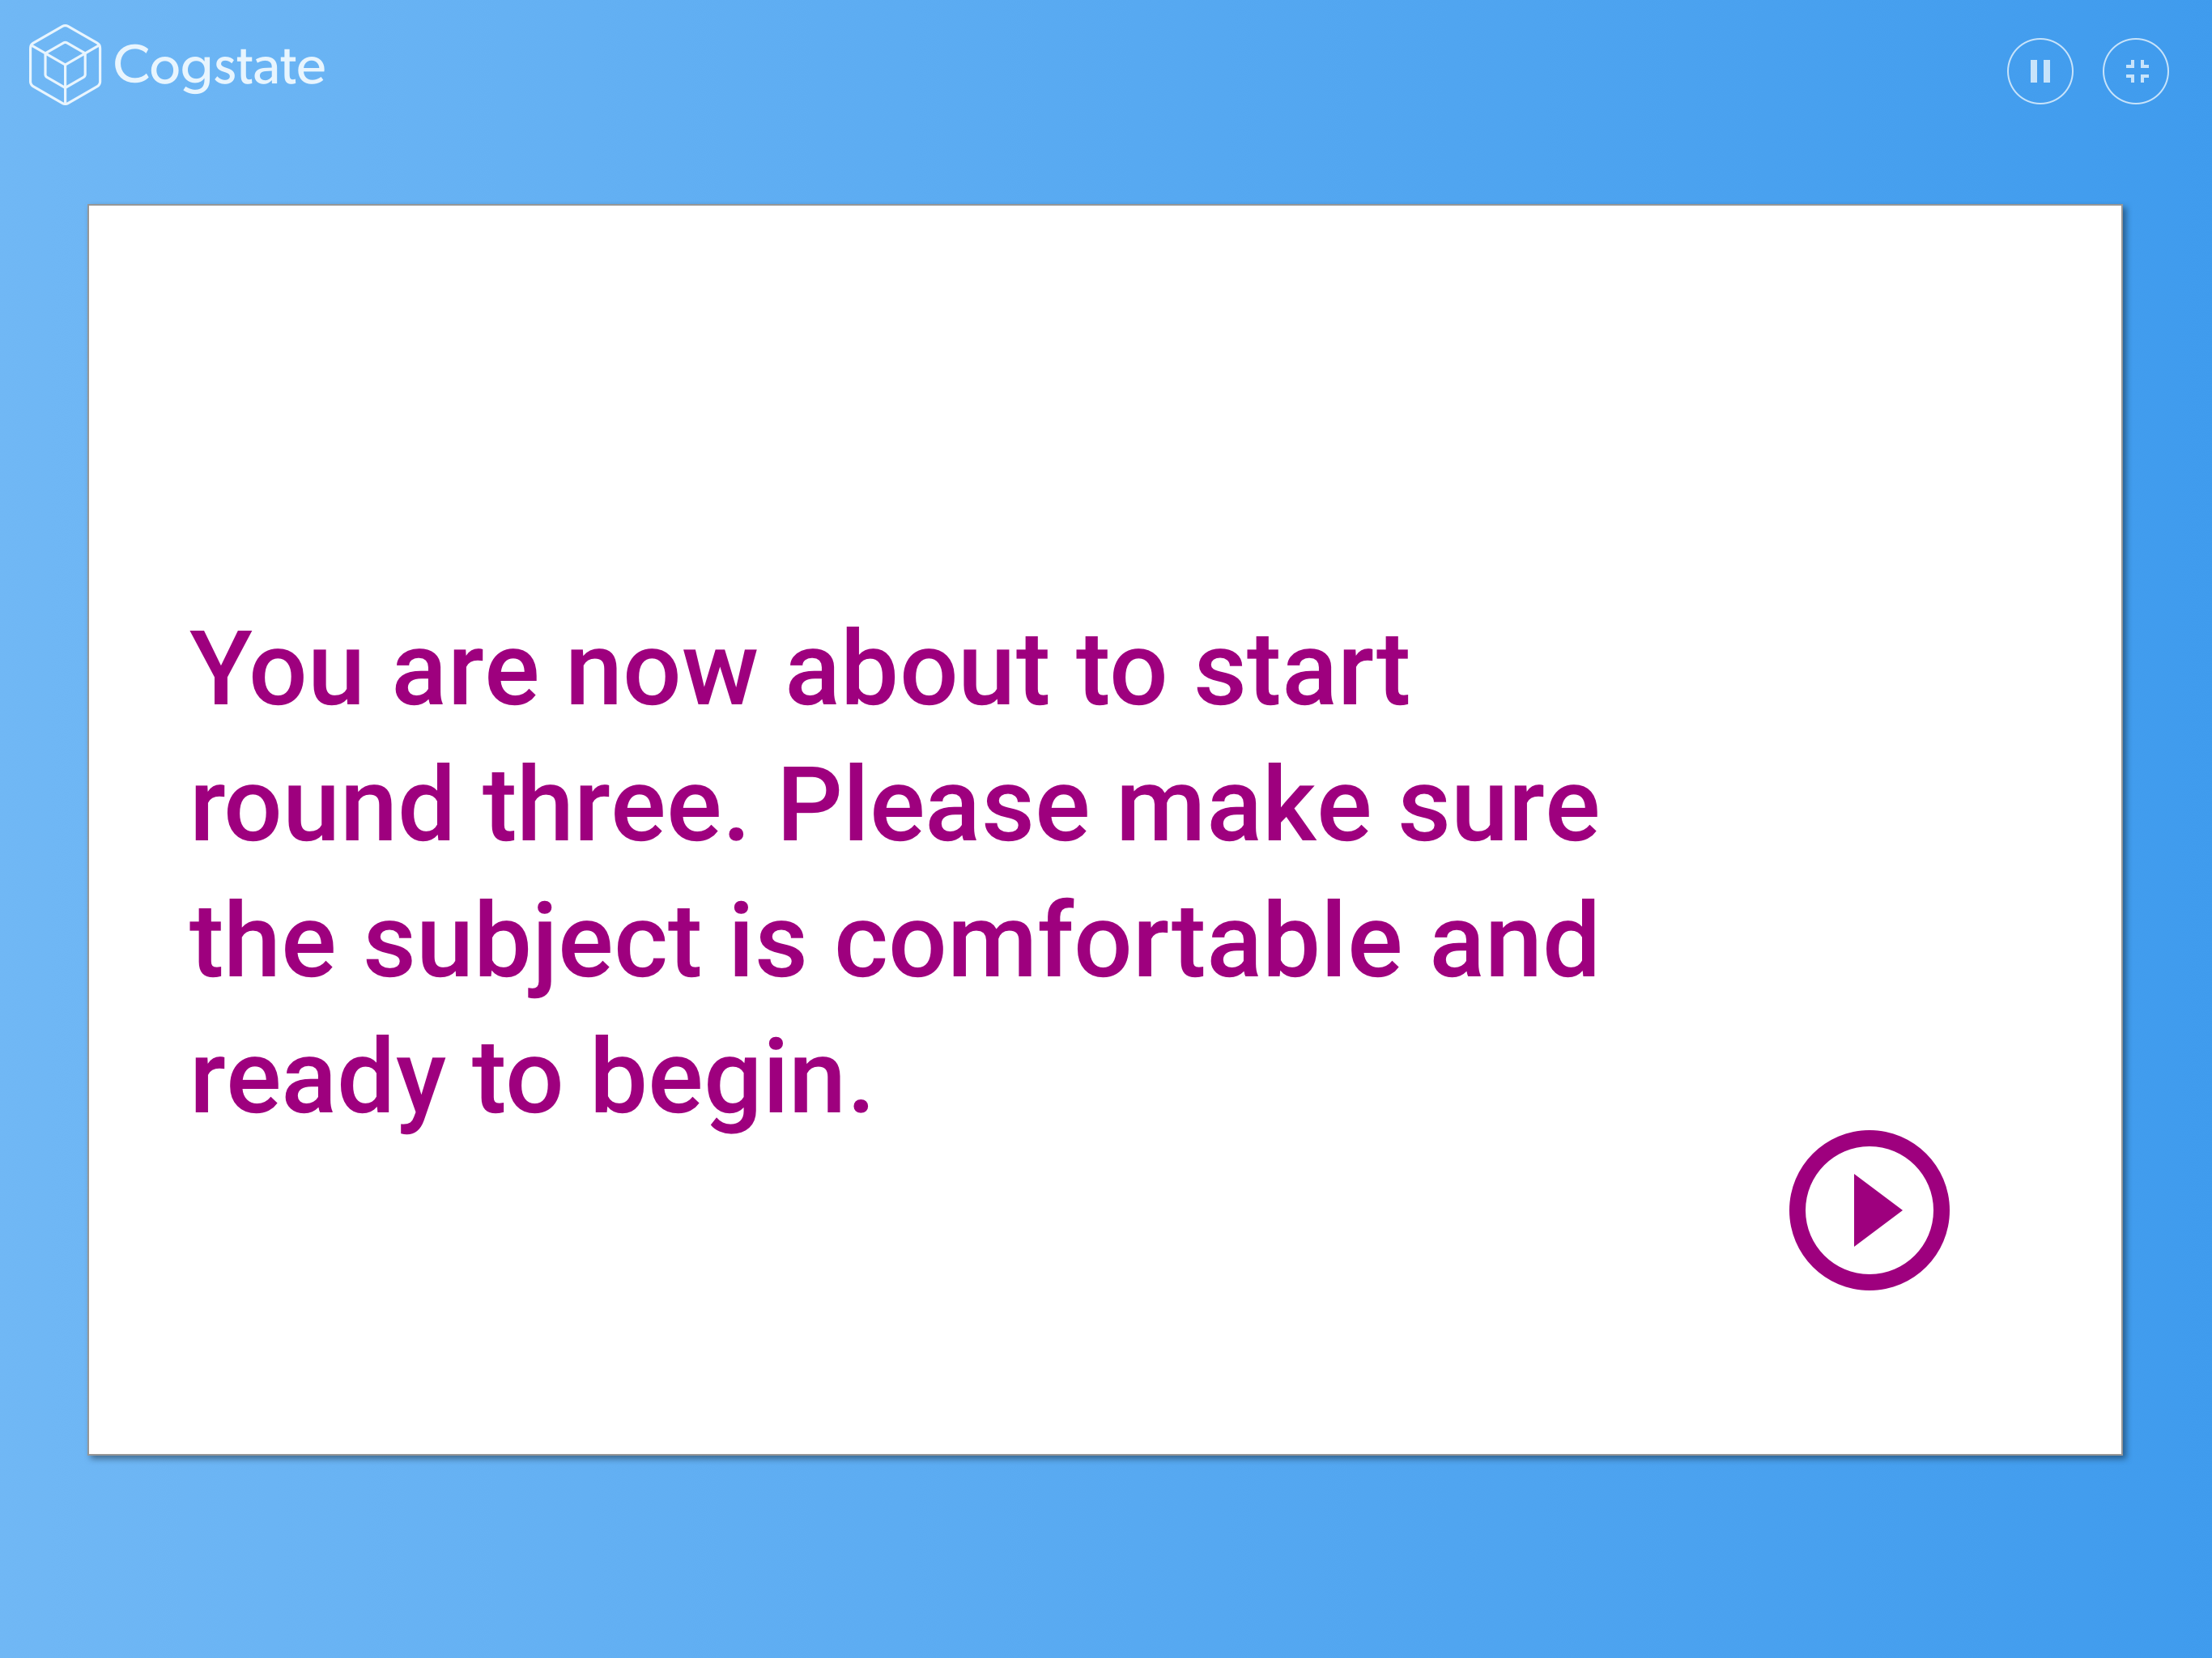 Cogstate
You are now about to start
round three. Please make sure
the subject is comfortable and
ready to begin.